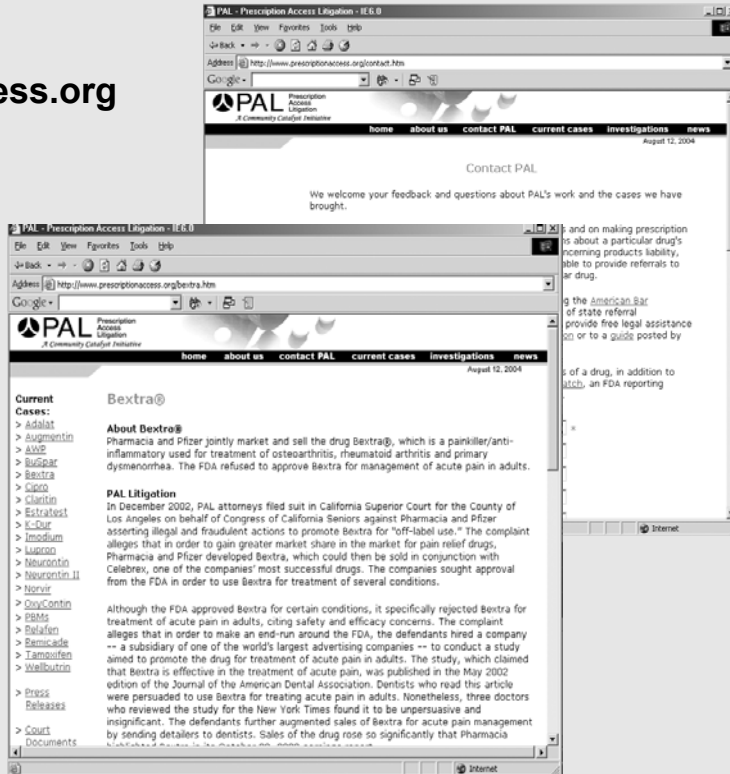 ess.org
PAL - Prescription Access Litigation - IE6.0
File Edit View Favorites Tools Help
Back
Address http://www.prescriptionaccess.org/contact.htm
Google
PAL Prescription Access Litigation
A Community Catalyst Initiative
home about us contact PAL current cases investigations news
August 12, 2004
Contact PAL
We welcome your feedback and questions about PAL's work and the cases we have
brought.
s and on making prescription
ns about a particular drug's
ncerning products liability,
able to provide referrals to
ar drug.
g the American Bar
of state referral
provide free legal assistance
on or to a guide posted by
s of a drug, in addition to
atch, an FDA reporting
Internet
PAL - Prescription Access Litigation - IE6.0
File Edit View Favorites Tools Help
Back
Address http://www.prescriptionaccess.org/bextra.htm
Google
PAL Prescription Access Litigation
A Community Catalyst Initiative
home about us contact PAL current cases investigations news
August 12, 2004
Current
Cases:
> Adalat
> Augmentin
> AWP
> BuSpar
> Bextra
> Cipro
> Claritin
> Estratest
> K-Dur
> Imodium
> Lupron
> Neurontin
> Neurontin II
> Norvir
> OxyContin
> PBMs
> Relafen
> Remicade
> Tamoxifen
> Wellbutrin
> Press
Releases
> Court
Documents
Bextra®
About Bextra®
Pharmacia and Pfizer jointly market and sell the drug Bextra®, which is a painkiller/anti-
inflammatory used for treatment of osteoarthritis, rheumatoid arthritis and primary
dysmenorrhea. The FDA refused to approve Bextra for management of acute pain in adults.
PAL Litigation
In December 2002, PAL attorneys filed suit in California Superior Court for the County of
Los Angeles on behalf of Congress of California Seniors against Pharmacia and Pfizer
asserting illegal and fraudulent actions to promote Bextra for "off-label use." The complaint
alleges that in order to gain greater market share in the market for pain relief drugs,
Pharmacia and Pfizer developed Bextra, which could then be sold in conjunction with
Celebrex, one of the companies' most successful drugs. The companies sought approval
from the FDA in order to use Bextra for treatment of several conditions.
Although the FDA approved Bextra for certain conditions, it specifically rejected Bextra for
treatment of acute pain in adults, citing safety and efficacy concerns. The complaint
alleges that in order to make an end-run around the FDA, the defendants hired a company
-- a subsidiary of one of the world's largest advertising companies -- to conduct a study
aimed to promote the drug for treatment of acute pain in adults. The study, which claimed
that Bextra is effective in the treatment of acute pain, was published in the May 2002
edition of the Journal of the American Dental Association. Dentists who read this article
were persuaded to use Bextra for treating acute pain in adults. Nonetheless, three doctors
who reviewed the study for the New York Times found it to be unpersuasive and
insignificant. The defendants further augmented sales of Bextra for acute pain management
by sending detailers to dentists. Sales of the drug rose so significantly that Pharmacia
Internet